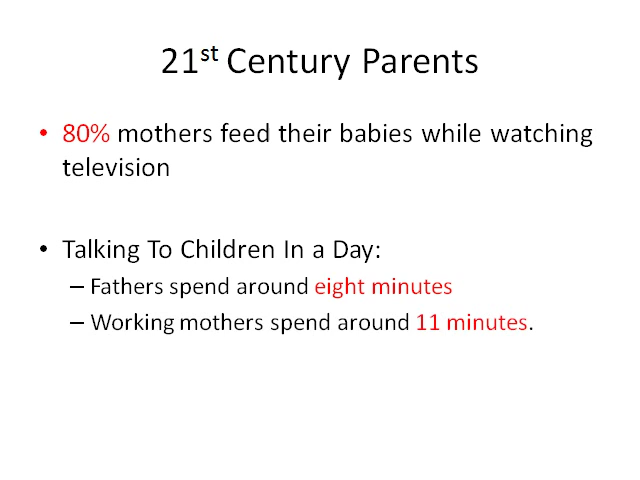 21st Century Parents
• 80% mothers feed their babies while watching
television
• Talking To Children In a Day:
– Fathers spend around eight minutes
– Working mothers spend around 11 minutes.